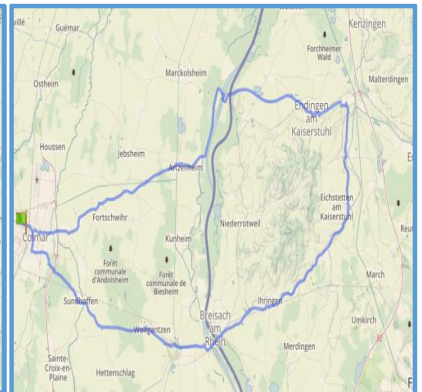 Guémar
Kenzingen
Forchheimer
Wald
Marckolsheim
Malterdingen
Ostheim
Endingen
am
Kaiserstuhl
Houssen
Jebsheim
Artzenheim
Eichstetten
am
Kaiserstuhl
Fortschwihr
Niederrotweil
Colmar
Kunheim
Forêt
communale
d'Andolsheim
Forêt
communale de
Biesheim
March
Sundhoffen
Ihringen
Breisach
am
Rhein
Umkirch
Wolfgantzen
Merdingen
Sainte-
Croix-en-
Plaine
Hettenschlag